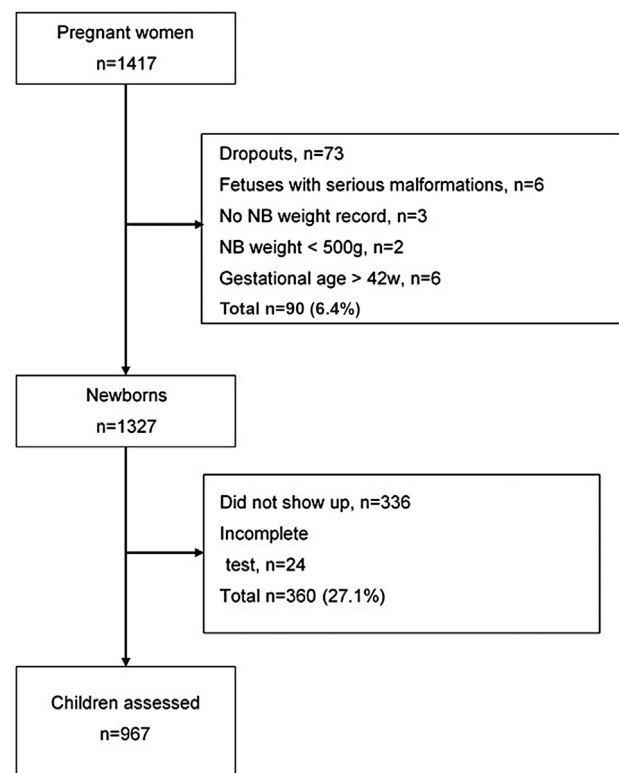 Pregnant women
n=1417
Dropouts, n=73
Fetuses with serious malformations, n=6
No NB weight record, n=3
NB weight < 500g, n=2
Gestational age > 42w, n=6
Total n=90 (6.4%)
Newborns
n=1327
Did not show up, n=336
Incomplete
test, n=24
Total n=360 (27.1%)
Children assessed
n=967